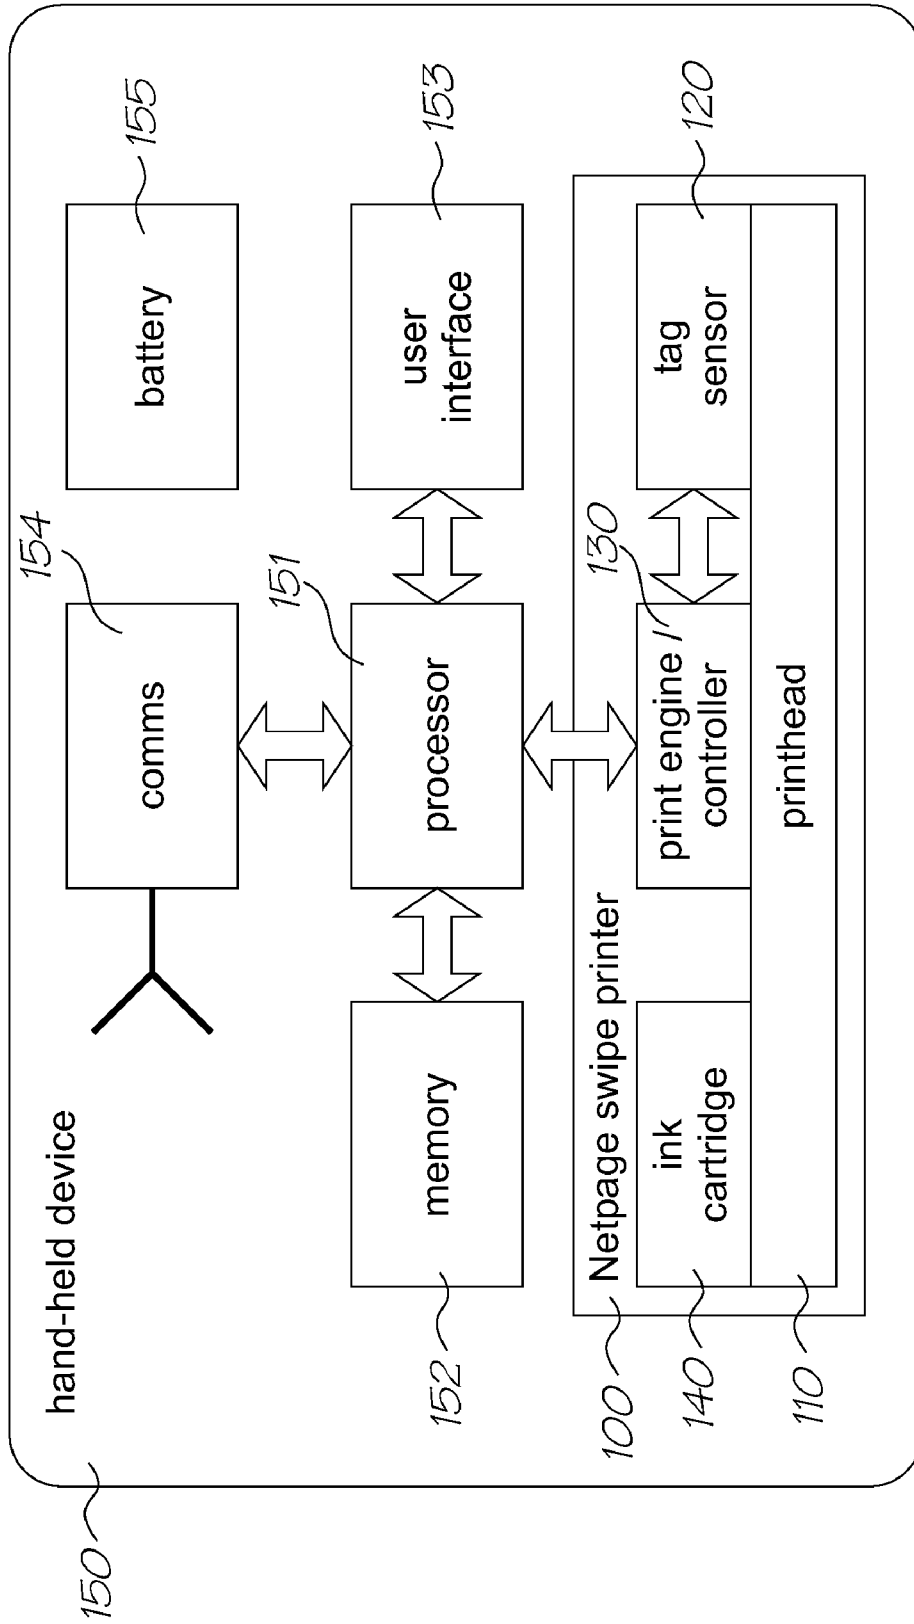 150
hand-held device
154
155
comms
battery
151
152
153
memory
processor
user
interface
100
Netpage swipe printer
130
120
140
ink
cartridge
print engine /
controller
tag
sensor
110
printhead